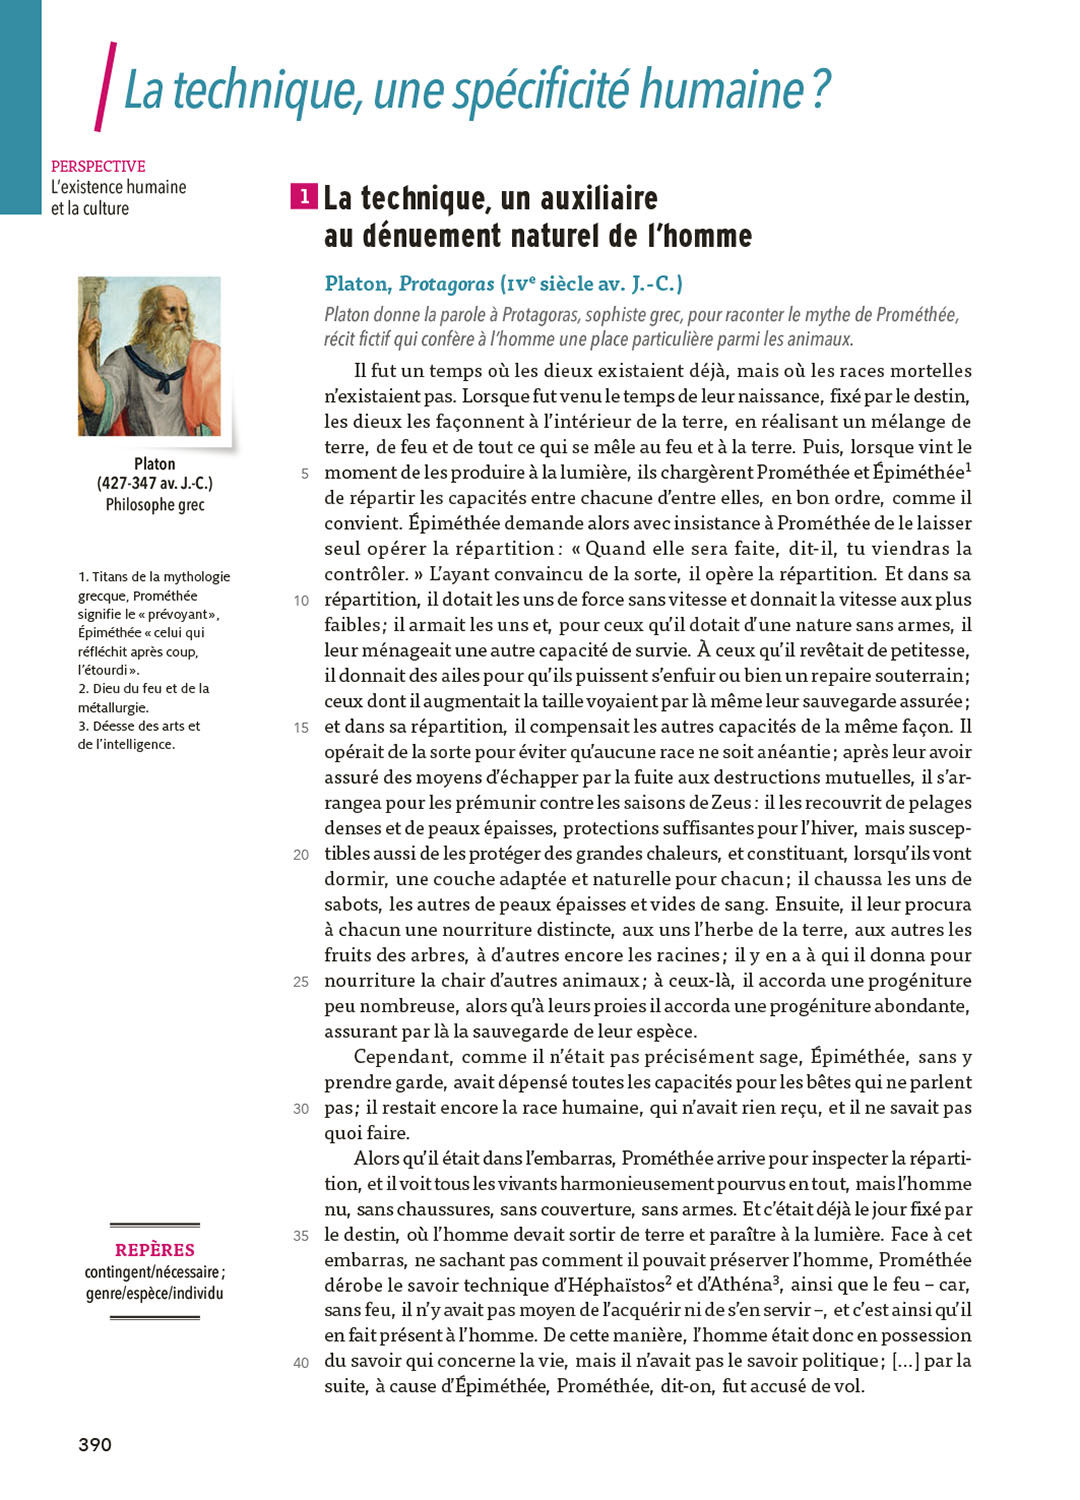 La technique, une spécificité humaine ?
PERSPECTIVE
L’existence humaine
et la culture
1 La technique, un auxiliaire
au dénuement naturel de l’homme
Platon, Protagoras (IVe siècle av. J.-C.)
Platon donne la parole à Protagoras, sophiste grec, pour raconter le mythe de Prométhée,
récit fictif qui confère à l’homme une place particulière parmi les animaux.
Il fut un temps où les dieux existaient déjà, mais où les races mortelles
n’existaient pas. Lorsque fut venu le temps de leur naissance, fixé par le destin,
les dieux les façonnent à l’intérieur de la terre, en réalisant un mélange de
terre, de feu et de tout ce qui se mêle au feu et à la terre. Puis, lorsque vint le
5 moment de les produire à la lumière, ils chargèrent Prométhée et Épiméthée1
de répartir les capacités entre chacune d’entre elles, en bon ordre, comme il
convient. Épiméthée demande alors avec insistance à Prométhée de le laisser
seul opérer la répartition : « Quand elle sera faite, dit-il, tu viendras la
contrôler. » L’ayant convaincu de la sorte, il opère la répartition. Et dans sa
10 répartition, il dotait les uns de force sans vitesse et donnait la vitesse aux plus
faibles ; il armait les uns et, pour ceux qu’il dotait d’une nature sans armes, il
leur ménageait une autre capacité de survie. À ceux qu’il revêtait de petitesse,
il donnait des ailes pour qu’ils puissent s’enfuir ou bien un repaire souterrain ;
ceux dont il augmentait la taille voyaient par là même leur sauvegarde assurée ;
15 et dans sa répartition, il compensait les autres capacités de la même façon. Il
opérait de la sorte pour éviter qu’aucune race ne soit anéantie ; après leur avoir
assuré des moyens d’échapper par la fuite aux destructions mutuelles, il s’ar-
rangea pour les prémunir contre les saisons de Zeus : il les recouvrit de pelages
denses et de peaux épaisses, protections suffisantes pour l’hiver, mais suscep-
20 tibles aussi de les protéger des grandes chaleurs, et constituant, lorsqu’ils vont
dormir, une couche adaptée et naturelle pour chacun ; il chaussa les uns de
sabots, les autres de peaux épaisses et vides de sang. Ensuite, il leur procura
à chacun une nourriture distincte, aux uns l’herbe de la terre, aux autres les
fruits des arbres, à d’autres encore les racines ; il y en a à qui il donna pour
25 nourriture la chair d’autres animaux ; à ceux-là, il accorda une progéniture
peu nombreuse, alors qu’à leurs proies il accorda une progéniture abondante,
assurant par là la sauvegarde de leur espèce.
Cependant, comme il n’était pas précisément sage, Épiméthée, sans y
prendre garde, avait dépensé toutes les capacités pour les bêtes qui ne parlent
30 pas ; il restait encore la race humaine, qui n’avait rien reçu, et il ne savait pas
quoi faire.
Alors qu’il était dans l’embarras, Prométhée arrive pour inspecter la réparti-
tion, et il voit tous les vivants harmonieusement pourvus en tout, mais l’homme
nu, sans chaussures, sans couverture, sans armes. Et c’était déjà le jour fixé par
35 le destin, où l’homme devait sortir de terre et paraître à la lumière. Face à cet
embarras, ne sachant pas comment il pouvait préserver l’homme, Prométhée
dérobe le savoir technique d’Héphaïstos2 et d’Athéna3, ainsi que le feu – car,
sans feu, il n’y avait pas moyen de l’acquérir ni de s’en servir –, et c’est ainsi qu’il
en fait présent à l’homme. De cette manière, l’homme était donc en possession
40 du savoir qui concerne la vie, mais il n’avait pas le savoir politique ; [...] par la
suite, à cause d’Épiméthée, Prométhée, dit-on, fut accusé de vol.
Platon
(427-347 av. J.-C.)
Philosophe grec
1. Titans de la mythologie
grecque, Prométhée
signifie le « prévoyant »,
Épiméthée « celui qui
réfléchit après coup,
l’étourdi ».
2. Dieu du feu et de la
métallurgie.
3. Déesse des arts et
de l’intelligence.
REPÈRES
contingent/nécessaire ;
genre/espèce/individu
390